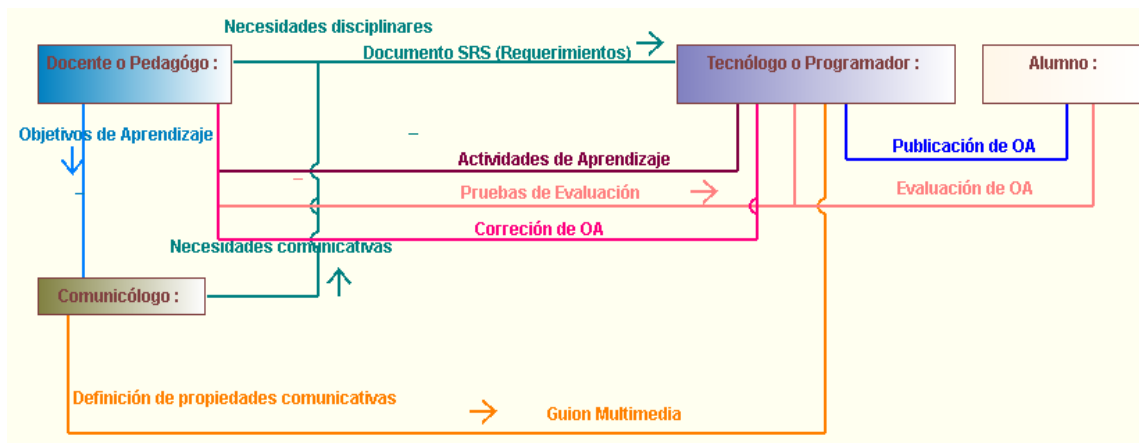 Necesidades disciplinares
Documento SRS (Requerimientos)
Docente o Pedagógo :
Tecnólogo o Programador :
Alumno :
Objetivos de Aprendizaje
Publicación de OA
Actividades de Aprendizaje
Pruebas de Evaluación
Evaluación de OA
Correción de OA
Necesidades comunicativas
Comunicólogo :
Definición de propiedades comunicativas
Guion Multimedia